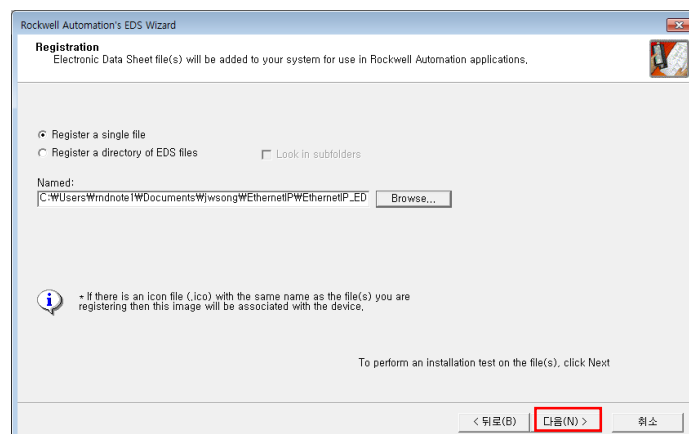 Rockwell Automation's EDS Wizard
Registration
Electronic Data Sheet file(s) will be added to your system for use in Rockwell Automation applications,
Register a single file
Register a directory of EDS files
Look in subfolders
Named:
C:₩Users₩rndnote1₩Documents₩jwsong₩EthernetIP₩EthernetIP_ED
Browse,,,
* If there is an icon file (,ico) with the same name as the file(s) you are
registering then this image will be associated with the device,
To perform an installation test on the file(s), click Next
< 뒤로(B)
다음(N) >
취소